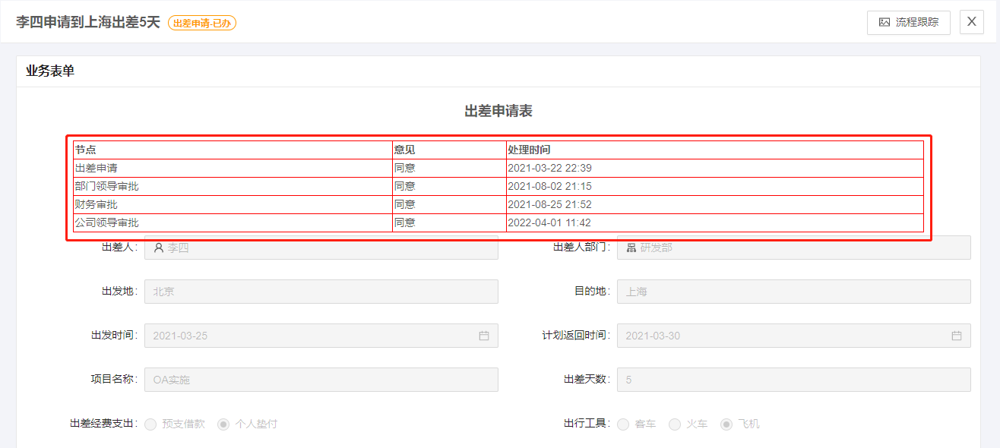 李四申请到上海出差5天 出差申请-已办 流程跟踪 X
业务表单
出差申请表
节点 意见 处理时间
出差申请 同意 2021-03-22 22:39
部门领导审批 同意 2021-08-02 21:15
财务审批 同意 2021-08-25 21:52
公司领导审批 同意 2022-04-01 11:42
出差人: 李四 出差人部门: 研发部
出发地: 北京 目的地: 上海
出发时间: 2021-03-25 计划返回时间: 2021-03-30
项目名称: OA实施 出差天数: 5
出差经费支出: 预支借款 个人垫付 出行工具: 客车 火车 飞机